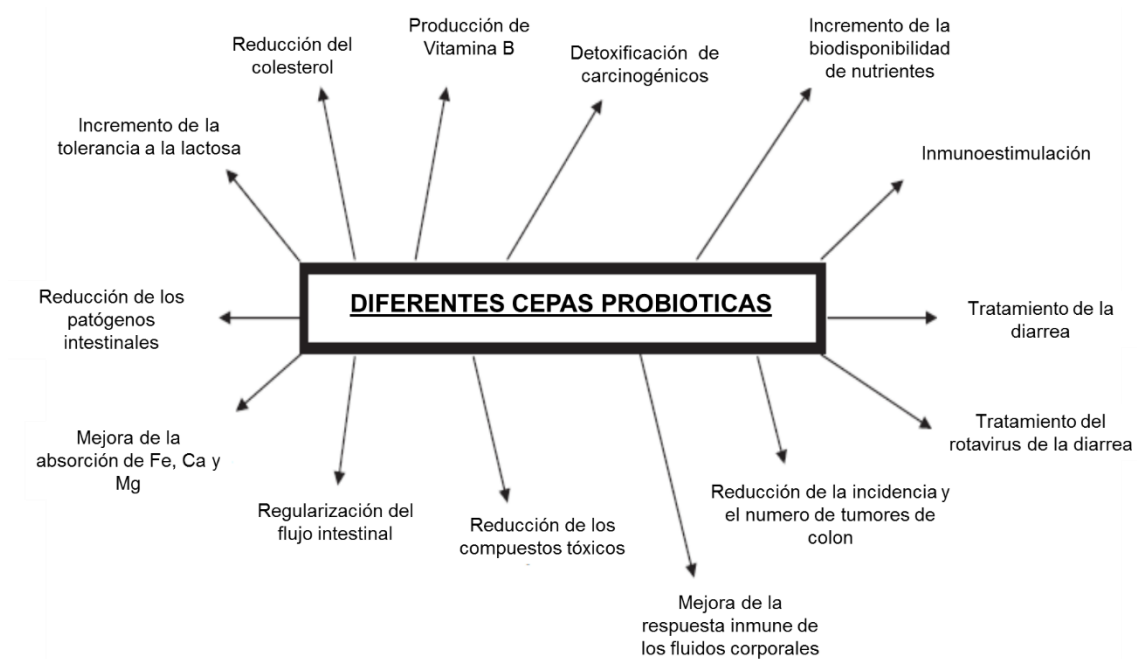 Reducción del
colesterol
Producción de
Vitamina B
Detoxificación de
carcinogénicos
Incremento de la
biodisponibilidad
de nutrientes
Incremento de la
tolerancia a la lactosa
Inmunoestimulación
DIFERENTES CEPAS PROBIOTICAS
Reducción de los
patógenos
intestinales
Tratamiento de la
diarrea
Mejora de la
absorción de Fe, Ca y
Mg
Tratamiento del
rotavirus de la diarrea
Regularización del
flujo intestinal
Reducción de los
compuestos tóxicos
Reducción de la incidencia y
el numero de tumores de
colon
Mejora de la
respuesta inmune de
los fluidos corporales